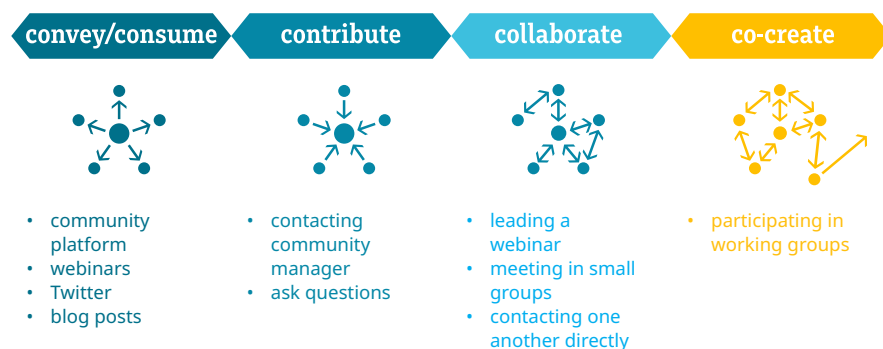 convey/consume
contribute
collaborate
co-create
• community
platform
• webinars
• Twitter
• blog posts
• contacting
community
manager
• ask questions
• leading a
webinar
• meeting in small
groups
• contacting one
another directly
• participating in
working groups